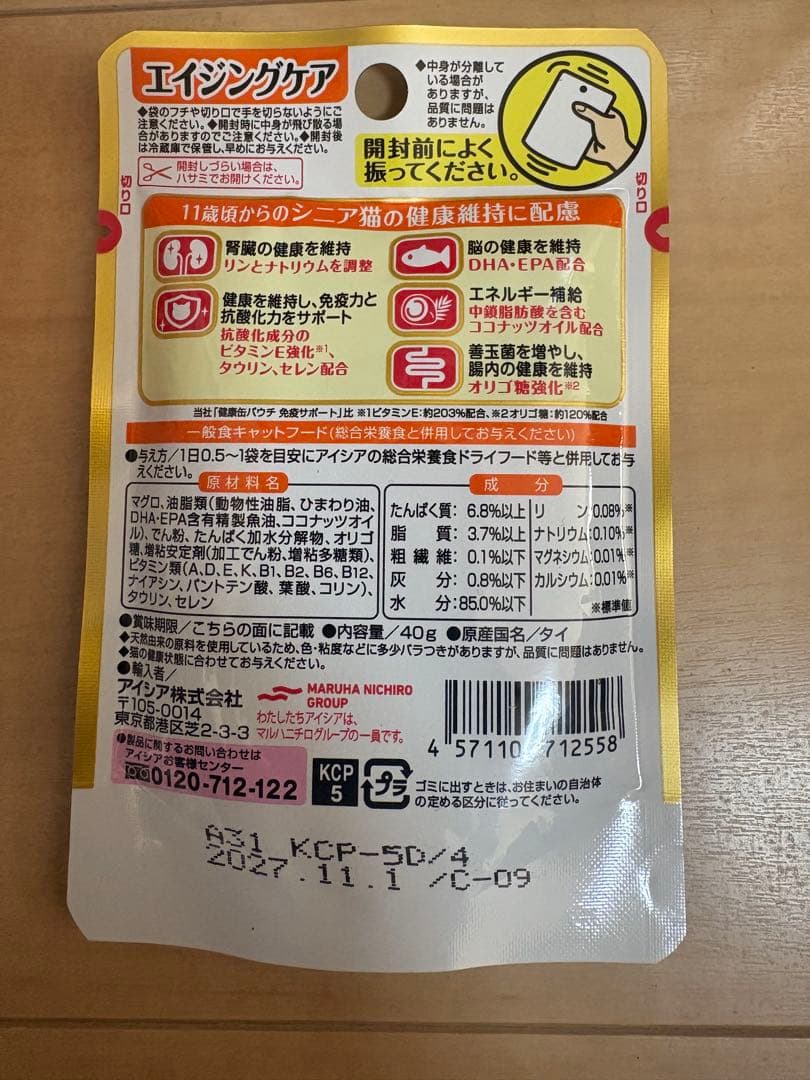 エイジングケア
◆袋のフチや切り口で手を切らないようにご
注意ください。◆開封時に中身が飛び散る場
合がありますのでご注意ください。◆開封後
は冷蔵庫で保管し、早めにお与えください。
開封しづらい場合は、
ハサミでお開けください。
◆中身が分離して
いる場合が
ありますが、
品質に問題は
ありません。
開封前によく
振ってください。
切り口
切り口
11歳頃からのシニア猫の健康維持に配慮
腎臓の健康を維持
リンとナトリウムを調整
健康を維持し、免疫力と
抗酸化力をサポート
抗酸化成分の
ビタミンE強化※1、
タウリン、セレン配合
脳の健康を維持
DHA・EPA配合
エネルギー補給
中鎖脂肪酸を含む
ココナッツオイル配合
善玉菌を増やし、
腸内の健康を維持
オリゴ糖強化※2
当社「健康缶パウチ 免疫サポート」比 ※1ビタミンE:約203%配合、※2オリゴ糖:約120%配合
一般食キャットフード(総合栄養食と併用してお与えください)
●与え方/1日0.5〜1袋を目安にアイシアの総合栄養食ドライフード等と併用してお与
えください。
原材料名
マグロ、油脂類(動物性油脂、ひまわり油、
DHA・EPA含有精製魚油、ココナッツオイ
ル)、でん粉、たんぱく加水分解物、オリゴ
糖、増粘安定剤(加工でん粉、増粘多糖類)、
ビタミン類(A、D、E、K、B1、B2、B6、B12、
ナイアシン、パントテン酸、葉酸、コリン)、
タウリン、セレン
成分
たんぱく質:6.8%以上
脂質:3.7%以上
粗繊維:0.1%以下
灰分:0.8%以下
水分:85.0%以下
リン:0.08%※
ナトリウム:0.10%※
マグネシウム:0.01%※
カルシウム:0.01%※
※標準値
●賞味期限/こちらの面に記載 ●内容量/40g ●原産国名/タイ
◆天然由来の原料を使用しているため、色・粘度などに多少バラつきがありますが、品質に問題はありません。
◆猫の健康状態に合わせてお与えください。
●輸入者/
アイシア株式会社
〒105-0014
東京都港区芝2-3-3
MARUHA NICHIRO
GROUP
わたしたちアイシアは、
マルハニチログループの一員です。
●製品に関するお問い合わせは
アイシアお客様センター
0120-712-122
KCP
5
プラ
ゴミに出すときは、お住まいの自治体
の定める区分に従ってください。
4 571104 712558
A31 KCP-5D/4
2027.11.1 /C-09